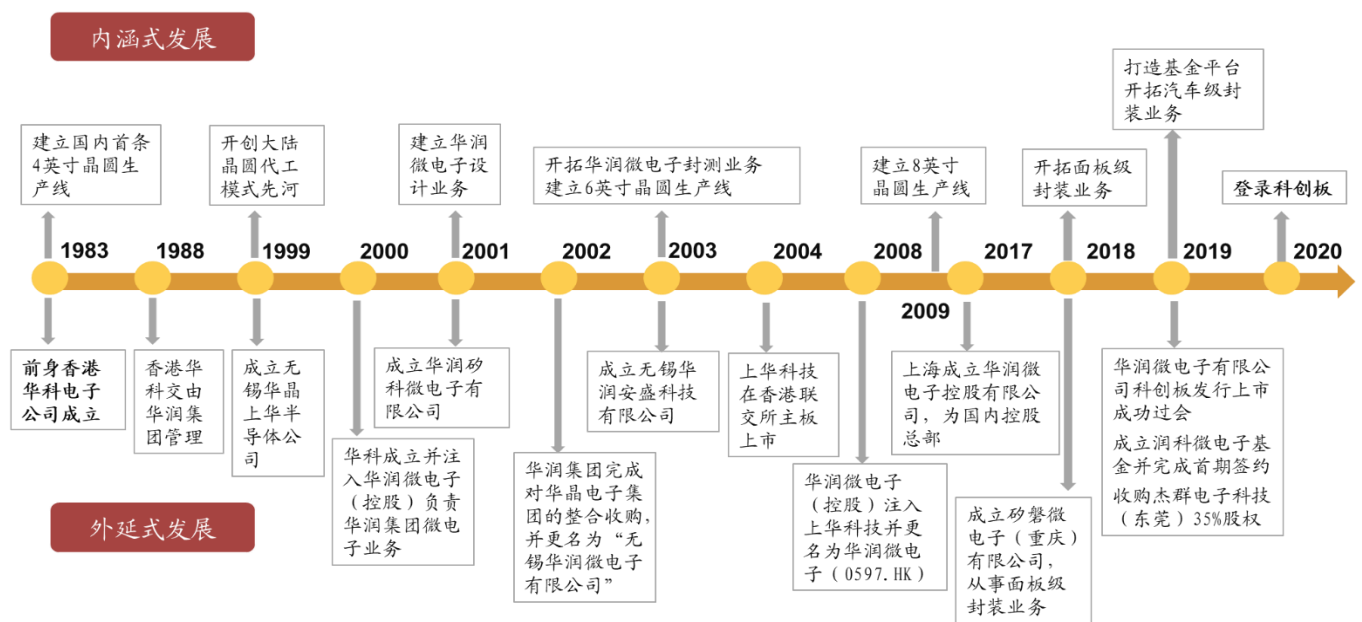 内涵式发展
建立国内首条
4英寸晶圆生
产线
开创大陆
晶圆代工
模式先河
建立华润
微电子设
计业务
开拓华润微电子封测业务
建立6英寸晶圆生产线
建立8英寸
晶圆生产线
开拓面板级
封装业务
打造基金平台
开拓汽车级封
装业务
登录科创板
1983
1988
1999
2000
2001
2002
2003
2004
2008
2009
2017
2018
2019
2020
前身香港
华科电子
公司成立
香港华
科交由
华润集
团管理
成立无
锡华晶
上华半
导体公
司
华科成立并注
入华润微电子
（控股）负责
华润集团微电
子业务
成立华润矽
科微电子有
限公司
华润集团完成
对华晶电子集
团的整合收购，
并更名为“无
锡华润微电子
有限公司”
成立无锡华
润安盛科技
有限公司
上华科技
在香港联
交所主板
上市
华润微电子
（控股）注入
上华科技并更
名为华润微电
子（0597.HK）
上海成立华润微
电子控股有限公
司，为国内控股
总部
成立矽磐微
电子（重庆）
有限公司，
从事面板级
封装业务
华润微电子有限公
司科创板发行上市
成功过会
成立润科微电子基
金并完成首期签约
收购杰群电子科技
（东莞）35%股权
外延式发展